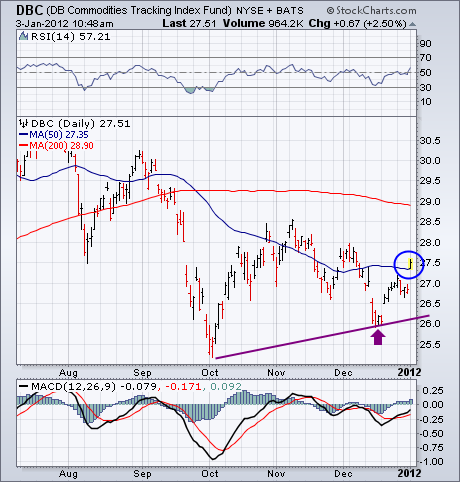 DBC (DB Commodities Tracking Index Fund) NYSE + BATS © StockCharts.com
3-Jan-2012 10:48am Last 27.51 Volume 964.2K Chg +0.67 (+2.50%)
RSI(14) 57.21
90
70
50
30
10
DBC (Daily) 27.51
MA(50) 27.35
MA(200) 28.90
30.5
30.0
29.5
29.0
28.5
28.0
27.5
27.0
26.5
26.0
25.5
Aug Sep Oct Nov Dec 2012
MACD(12,26,9) -0.079, -0.171, 0.092
0.25
0.00
-0.25
-0.50
-0.75
-1.00
Aug Sep Oct Nov Dec 2012